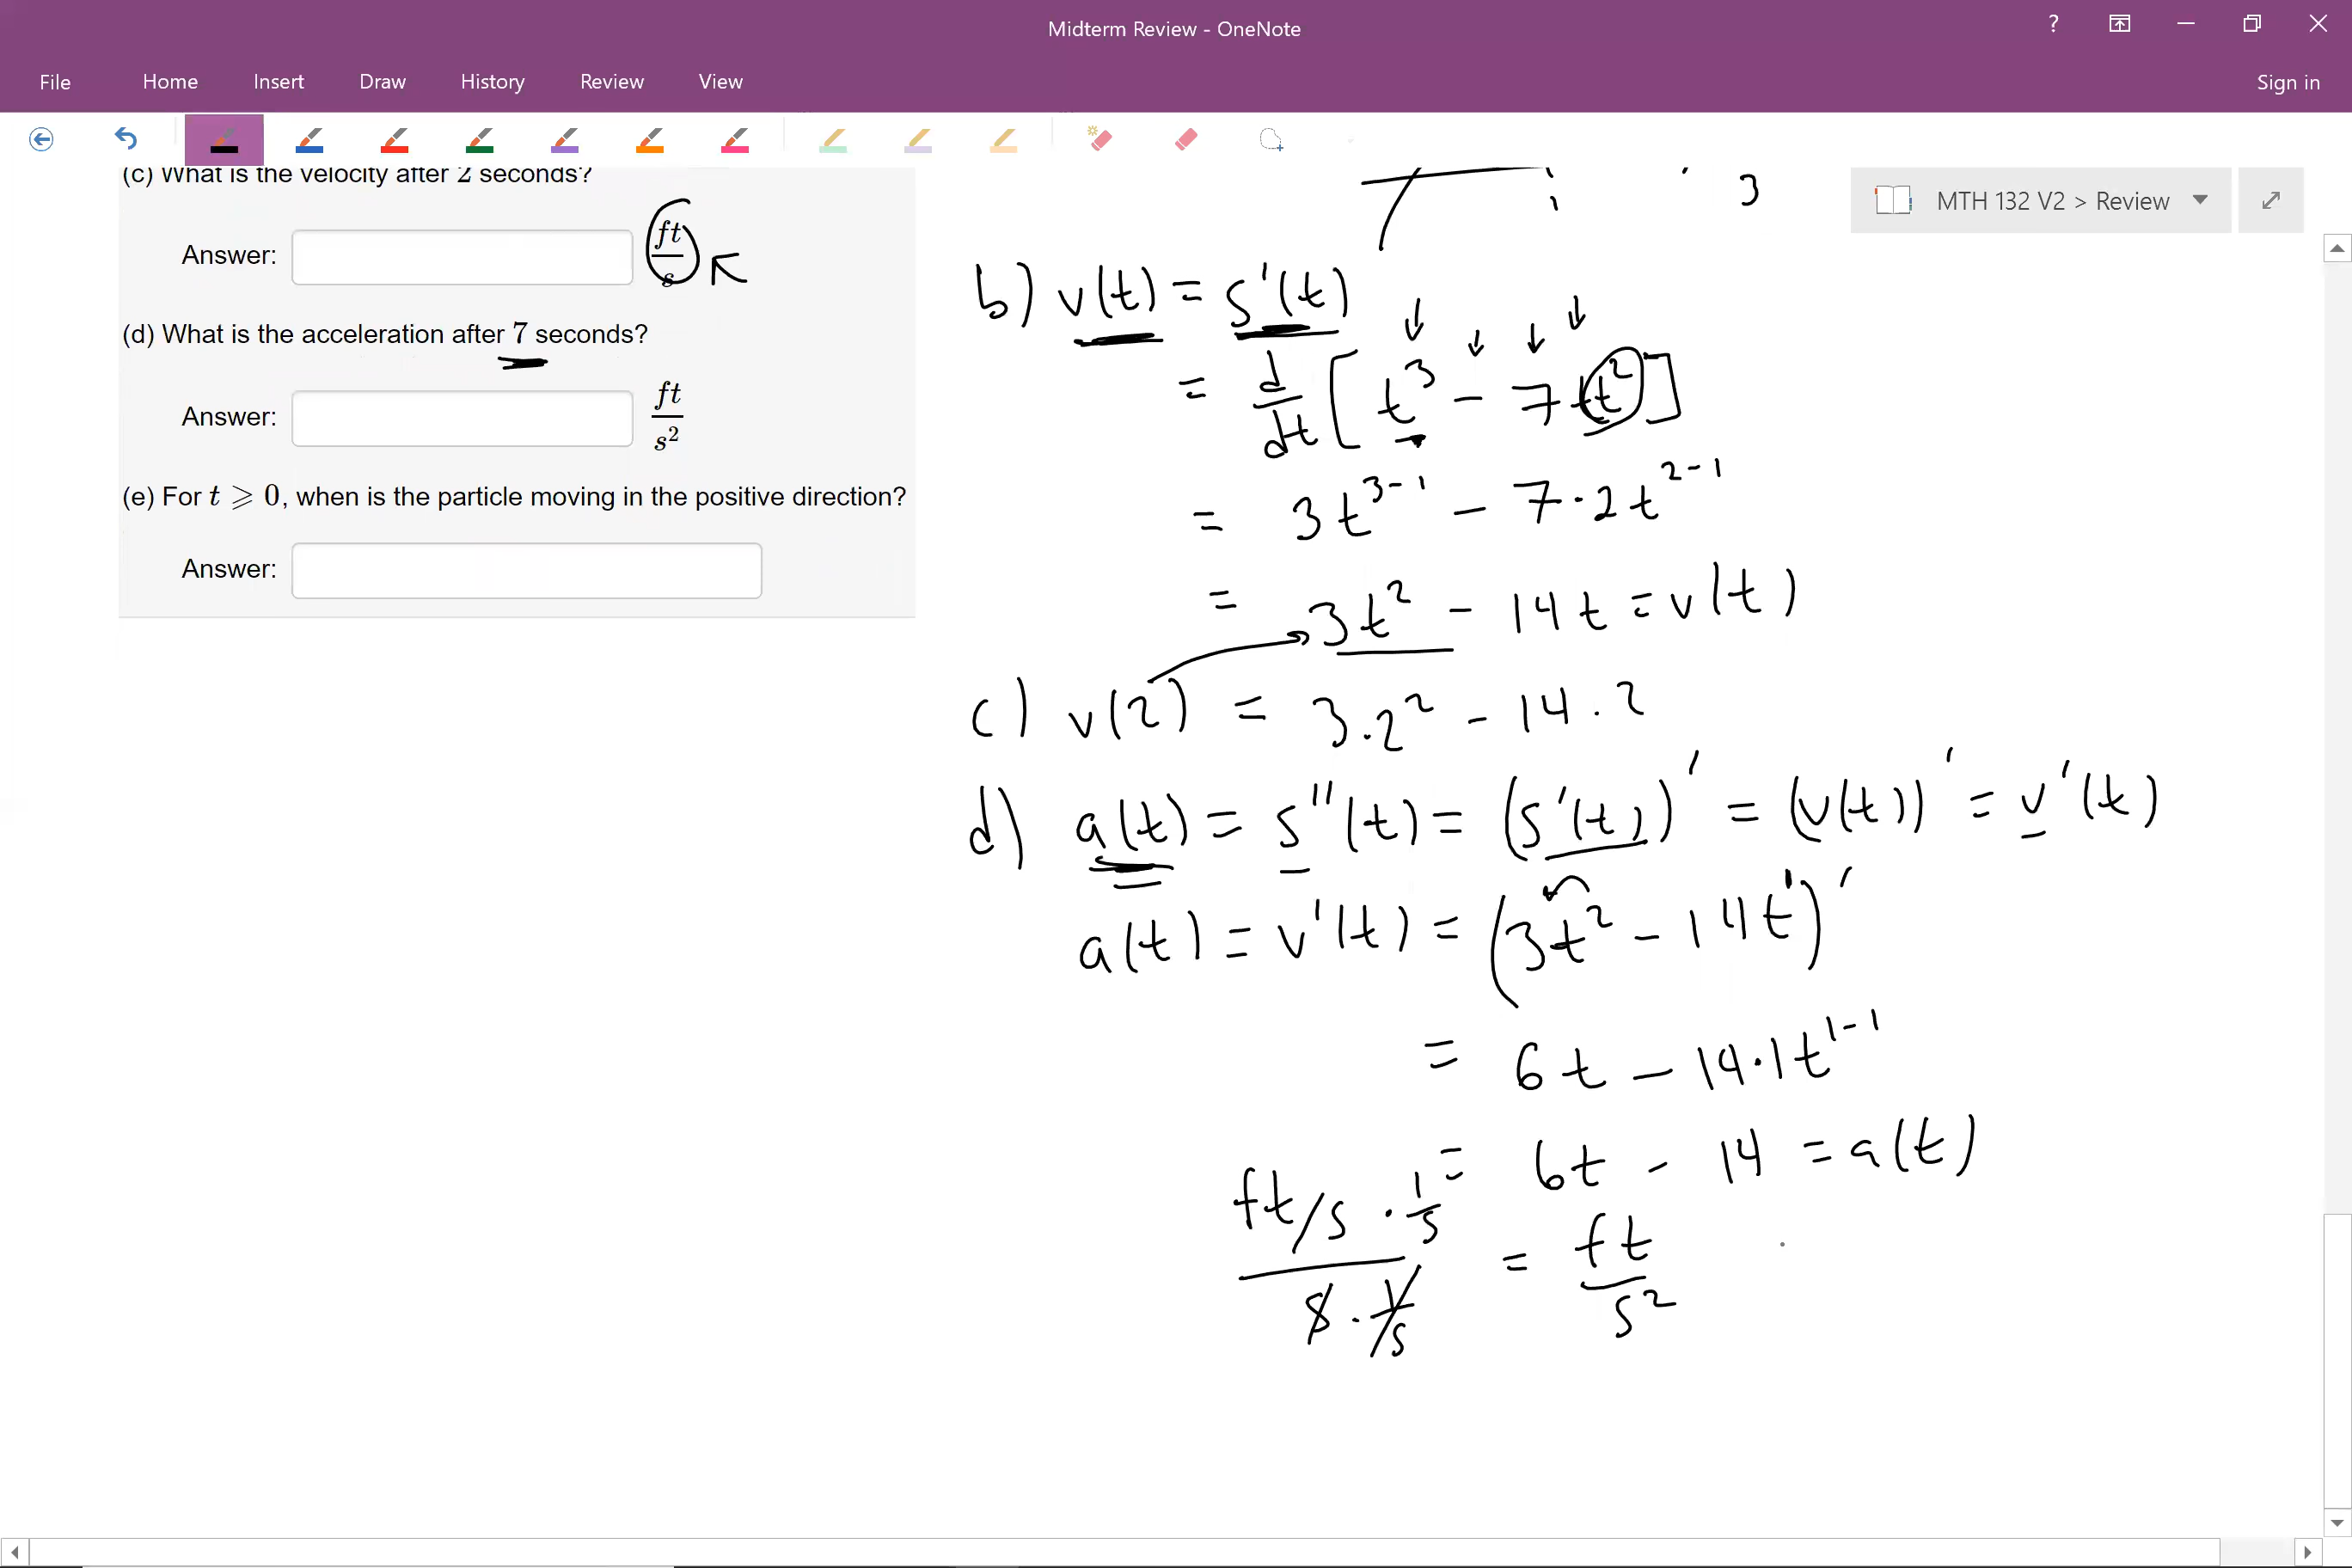 Midterm Review - OneNote
?
File Home Insert Draw History Review View Sign in
MTH 132 V2 > Review
(c) What is the velocity after 2 seconds?
Answer: ft/s
(d) What is the acceleration after 7 seconds?
Answer: ft/s²
(e) For t ⩾ 0, when is the particle moving in the positive direction?
Answer:
3
b) v(t) = s'(t)
= d/dt [t³ - 7t²]
= 3t³⁻¹ - 7·2t²⁻¹
= 3t² - 14t = v(t)
c) v(2) = 3·2² - 14·2
d) a(t) = s''(t) = (s'(t))' = (v(t))' = v'(t)
a(t) = v'(t) = (3t² - 14t¹)'
= 6t - 14·1t¹⁻¹
= 6t - 14 = a(t)
ft/s · 1/s
s · 1/s
= ft/s²